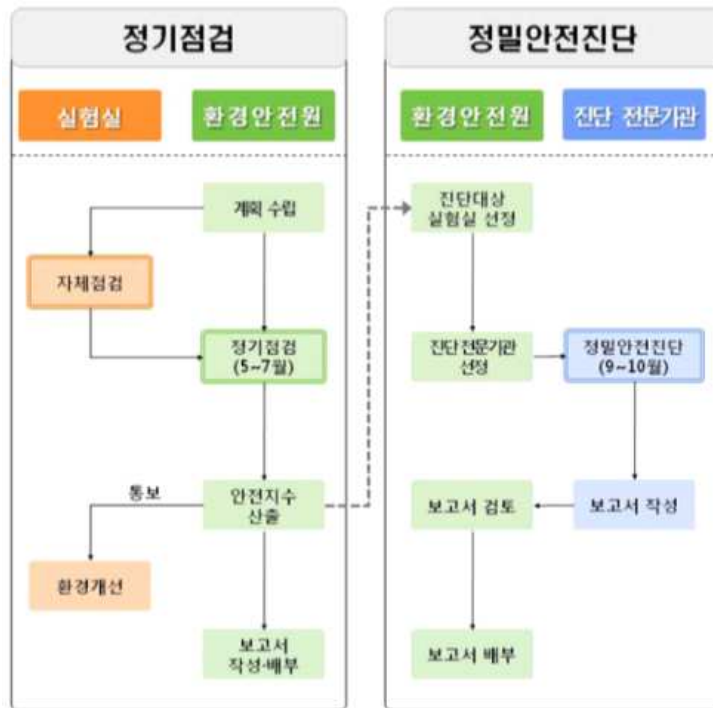 정기점검
실험실
환경안전원
계획 수립
자체점검
정기점검
(5~7월)
통보
안전지수
산출
환경개선
보고서
작성·배부
정밀안전진단
환경안전원
진단 전문기관
진단대상
실험실 선정
진단전문기관
선정
정밀안전진단
(9~10월)
보고서 검토
보고서 작성
보고서 배부